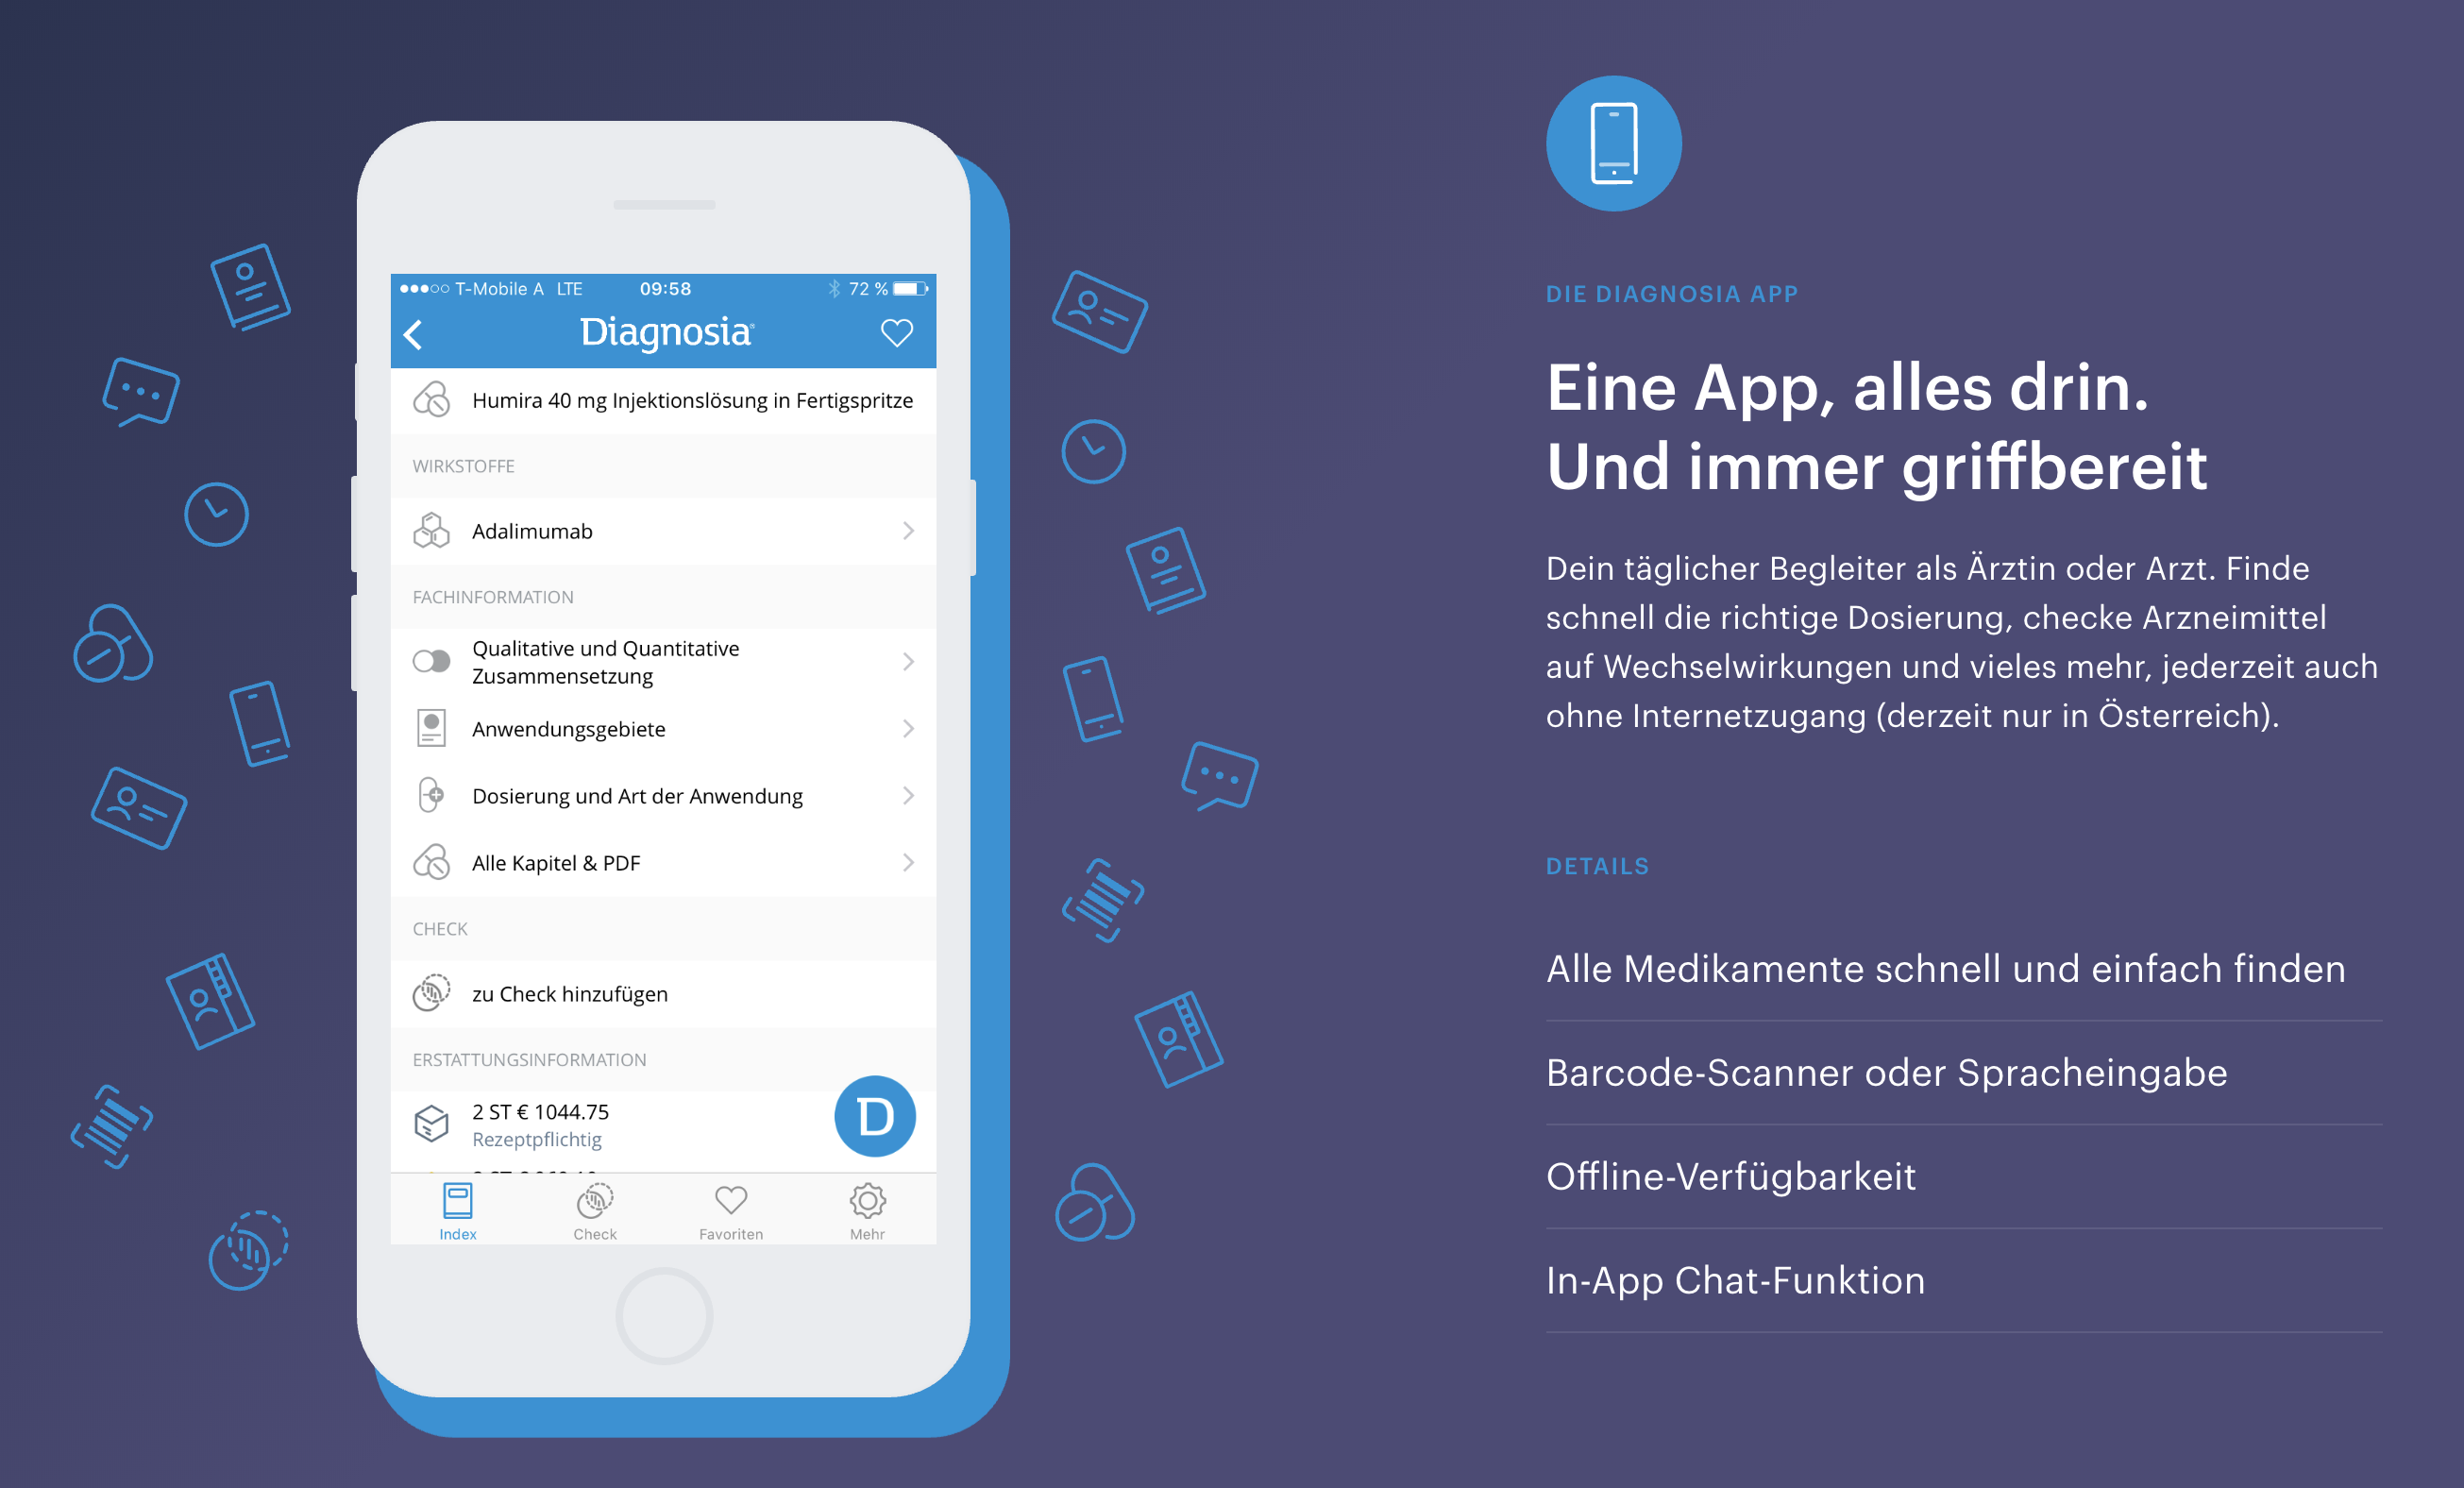 T-Mobile A LTE 09:58 72 %
Diagnosia
Humira 40 mg Injektionslösung in Fertigspritze
WIRKSTOFFE
Adalimumab
FACHINFORMATION
Qualitative und Quantitative
Zusammensetzung
Anwendungsgebiete
Dosierung und Art der Anwendung
Alle Kapitel & PDF
CHECK
zu Check hinzufügen
ERSTATTUNGSINFORMATION
2 ST € 1044.75
Rezeptpflichtig
D
Index Check Favoriten Mehr
DIE DIAGNOSIA APP
Eine App, alles drin.
Und immer griffbereit
Dein täglicher Begleiter als Ärztin oder Arzt. Finde
schnell die richtige Dosierung, checke Arzneimittel
auf Wechselwirkungen und vieles mehr, jederzeit auch
ohne Internetzugang (derzeit nur in Österreich).
DETAILS
Alle Medikamente schnell und einfach finden
Barcode-Scanner oder Spracheingabe
Offline-Verfügbarkeit
In-App Chat-Funktion